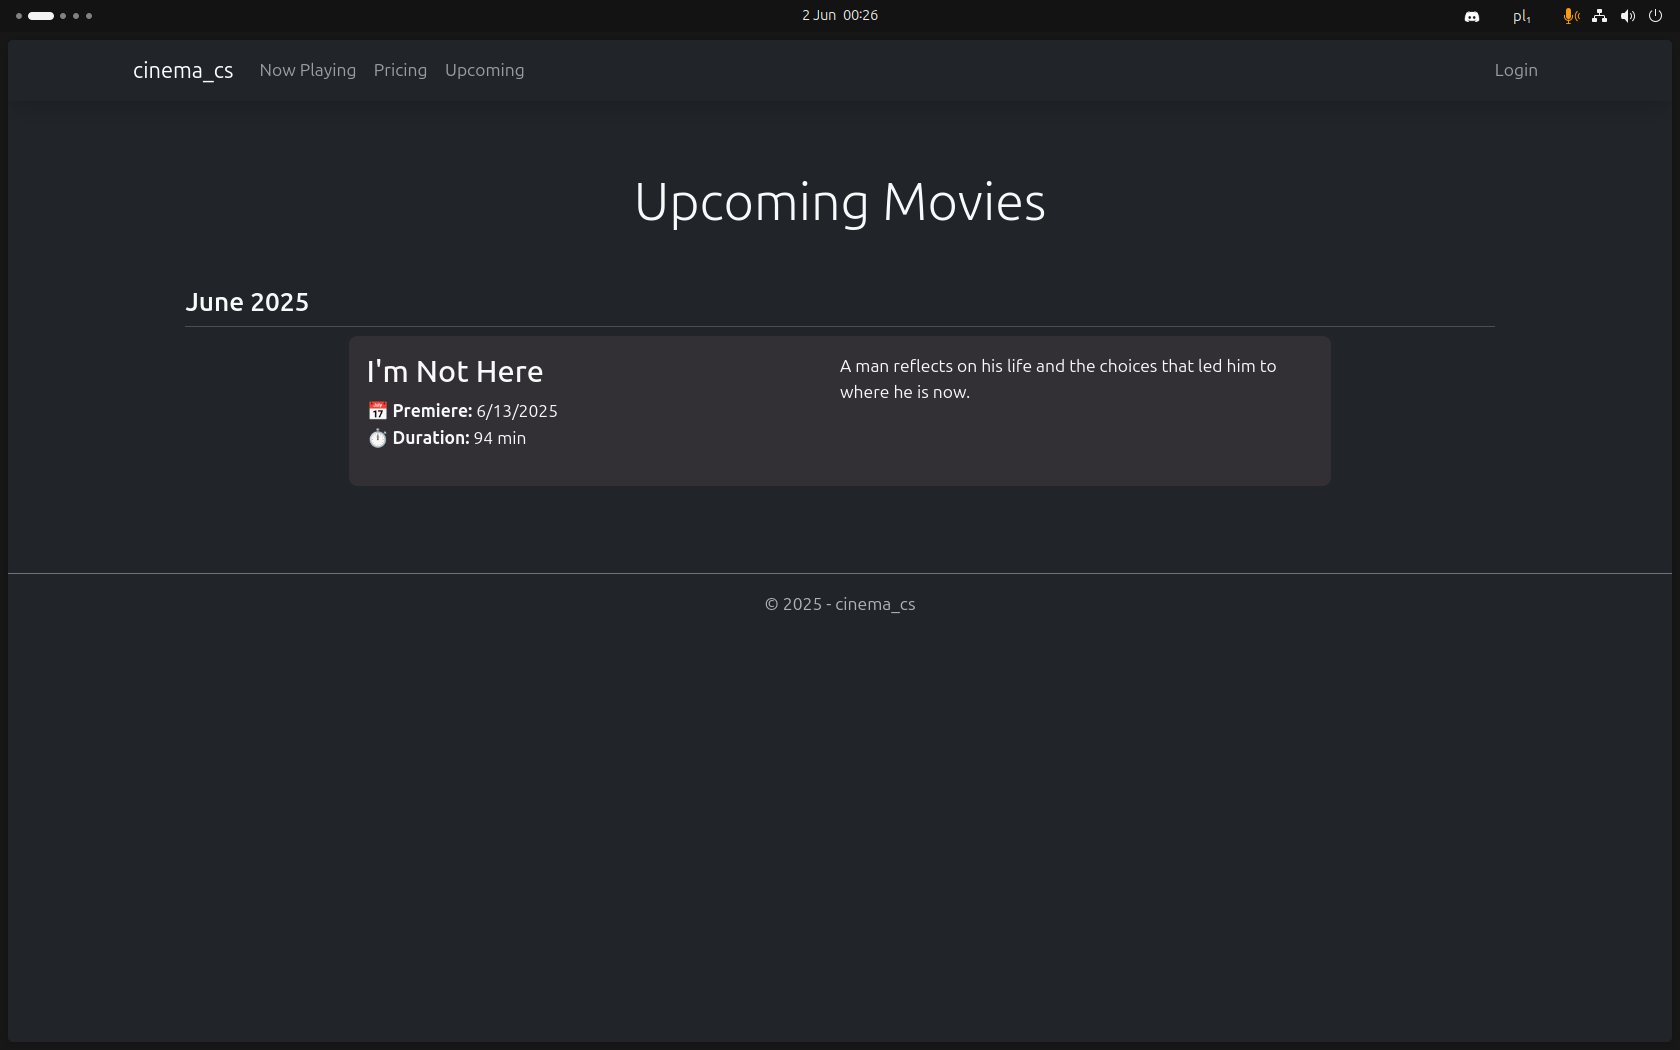 2 Jun 00:26
pl₁
cinema_cs Now Playing Pricing Upcoming Login
Upcoming Movies
June 2025
I'm Not Here
📅 Premiere: 6/13/2025
⏱️ Duration: 94 min
A man reflects on his life and the choices that led him to
where he is now.
© 2025 - cinema_cs